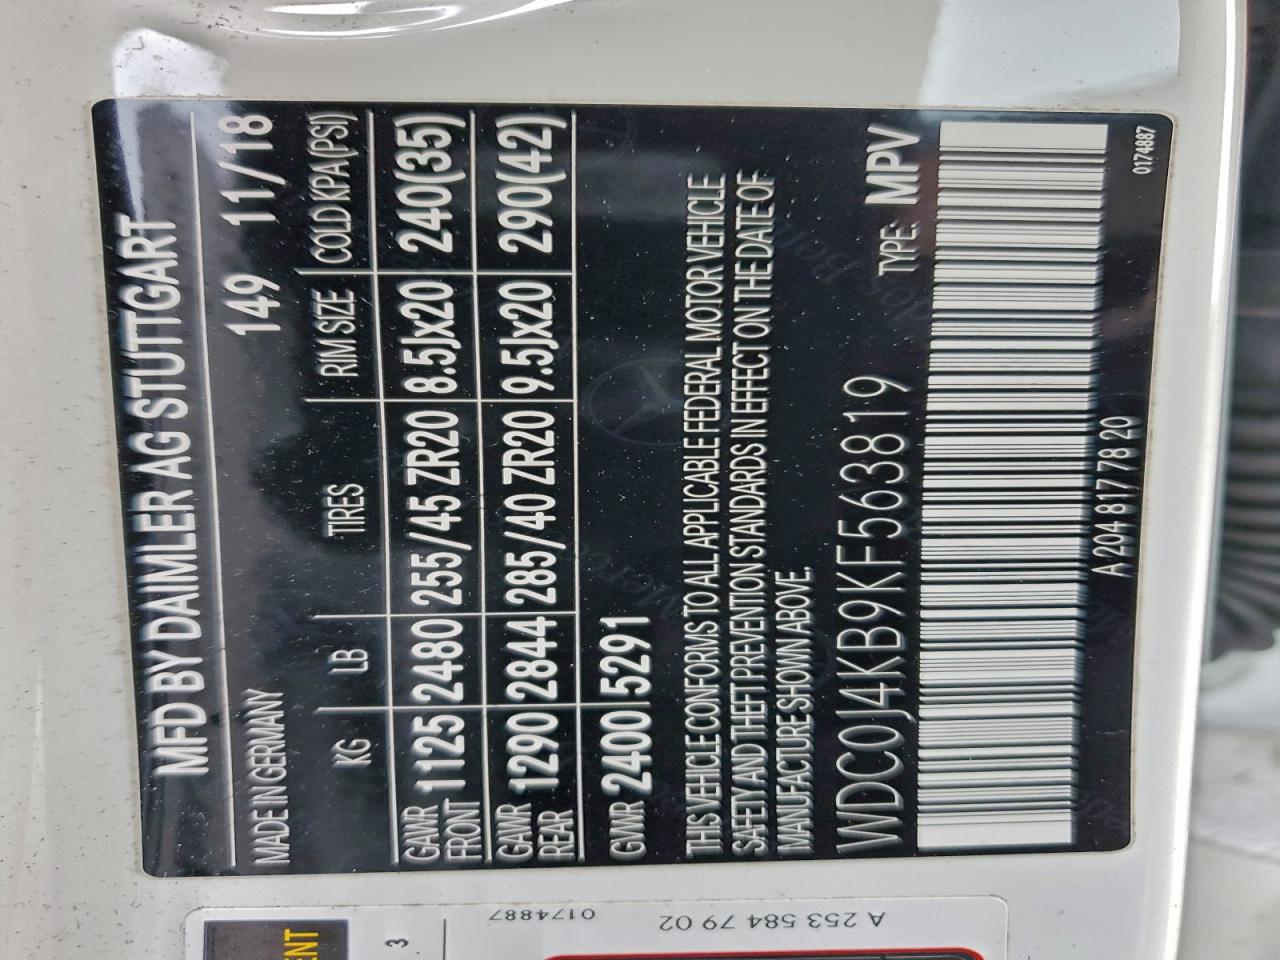 MFD BY DAIMLER AG STUTTGART
MADE IN GERMANY 149 11/18
KG LB TIRES RIM SIZE COLD KPA(PSI)
GAWR FRONT 1125 2480 255/45 ZR20 8.5Jx20 240(35)
GAWR REAR 1290 2844 285/40 ZR20 9.5Jx20 290(42)
GWR 2400 5291
THIS VEHICLE CONFORMS TO ALL APPLICABLE FEDERAL MOTOR VEHICLE
SAFETY AND THEFT PREVENTION STANDARDS IN EFFECT ON THE DATE OF
MANUFACTURE SHOWN ABOVE.
WDC0J4KB9KF563819 TYPE: MPV
A 204 817 78 20
0174887
A 253 584 79 02
0174887
3